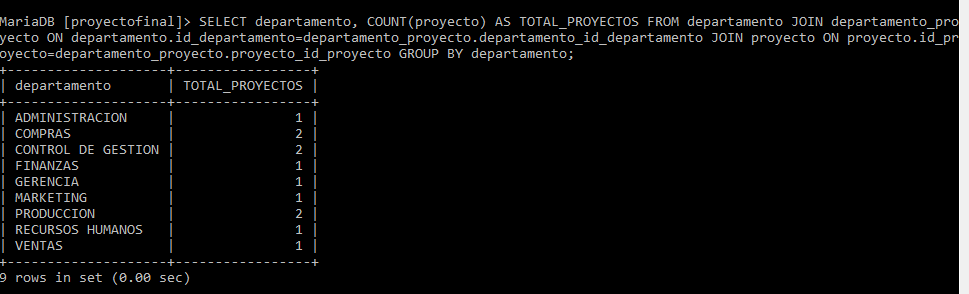 MariaDB [proyectofinal]> SELECT departamento, COUNT(proyecto) AS TOTAL_PROYECTOS FROM departamento JOIN departamento_pro
yecto ON departamento.id_departamento=departamento_proyecto.departamento_id_departamento JOIN proyecto ON proyecto.id_pr
oyecto=departamento_proyecto.proyecto_id_proyecto GROUP BY departamento;
+--------------------+-----------------+
| departamento       | TOTAL_PROYECTOS |
+--------------------+-----------------+
| ADMINISTRACION     |               1 |
| COMPRAS            |               2 |
| CONTROL DE GESTION |               2 |
| FINANZAS           |               1 |
| GERENCIA           |               1 |
| MARKETING          |               1 |
| PRODUCCION         |               2 |
| RECURSOS HUMANOS   |               1 |
| VENTAS             |               1 |
+--------------------+-----------------+
9 rows in set (0.00 sec)